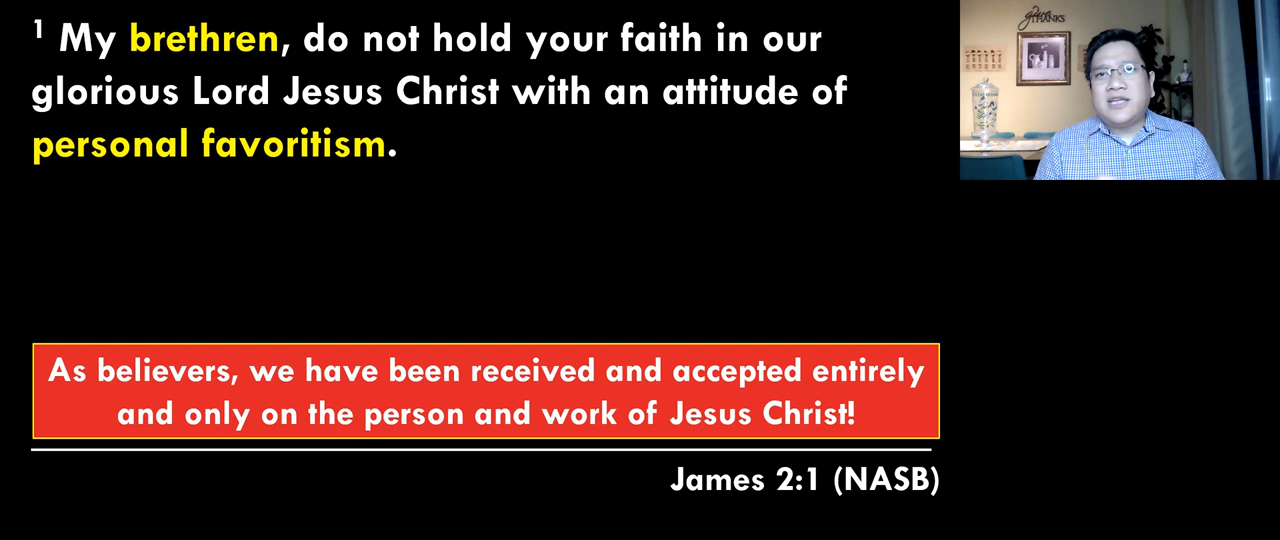 1 My brethren, do not hold your faith in our
glorious Lord Jesus Christ with an attitude of
personal favoritism.
give
THANKS
As believers, we have been received and accepted entirely
and only on the person and work of Jesus Christ!
James 2:1 (NASB)